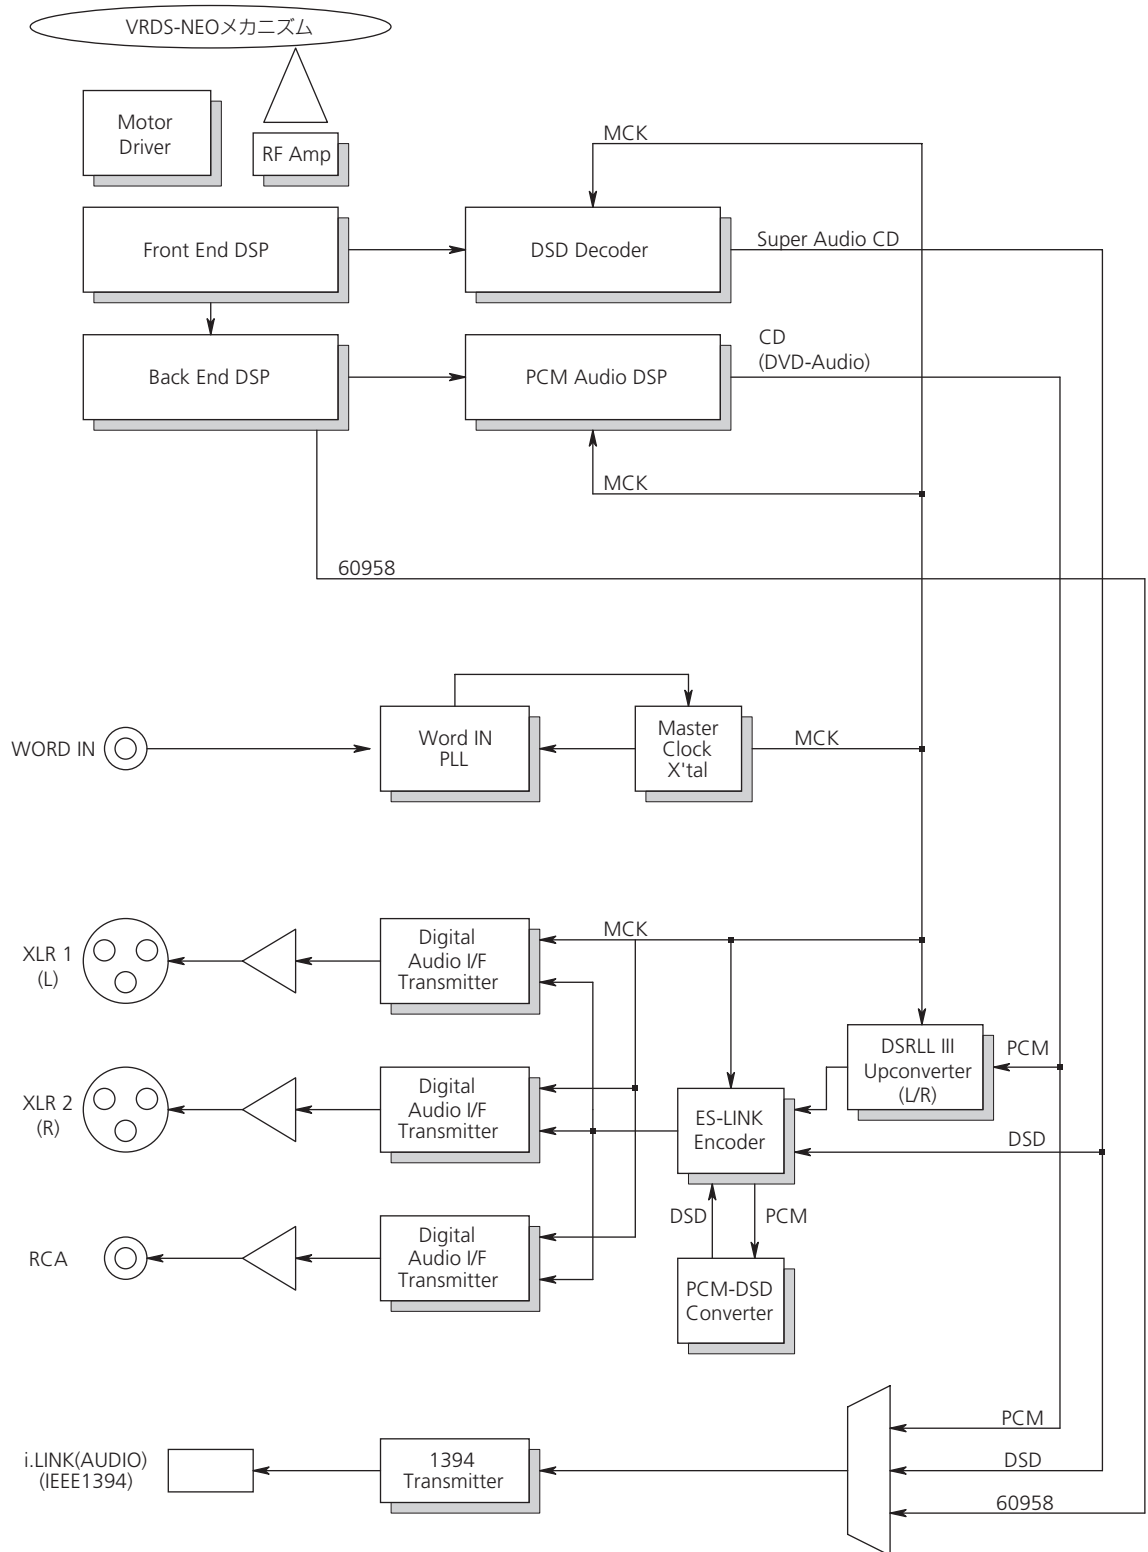 VRDS-NEOメカニズム
Motor
Driver
RF Amp
MCK
Front End DSP
DSD Decoder
Super Audio CD
Back End DSP
PCM Audio DSP
CD
(DVD-Audio)
MCK
60958
WORD IN
Word IN
PLL
Master
Clock
X'tal
MCK
XLR 1
(L)
Digital
Audio I/F
Transmitter
MCK
DSRLL III
Upconverter
(L/R)
PCM
XLR 2
(R)
Digital
Audio I/F
Transmitter
ES-LINK
Encoder
DSD
DSD
PCM
RCA
Digital
Audio I/F
Transmitter
PCM-DSD
Converter
PCM
i.LINK(AUDIO)
(IEEE1394)
1394
Transmitter
DSD
60958